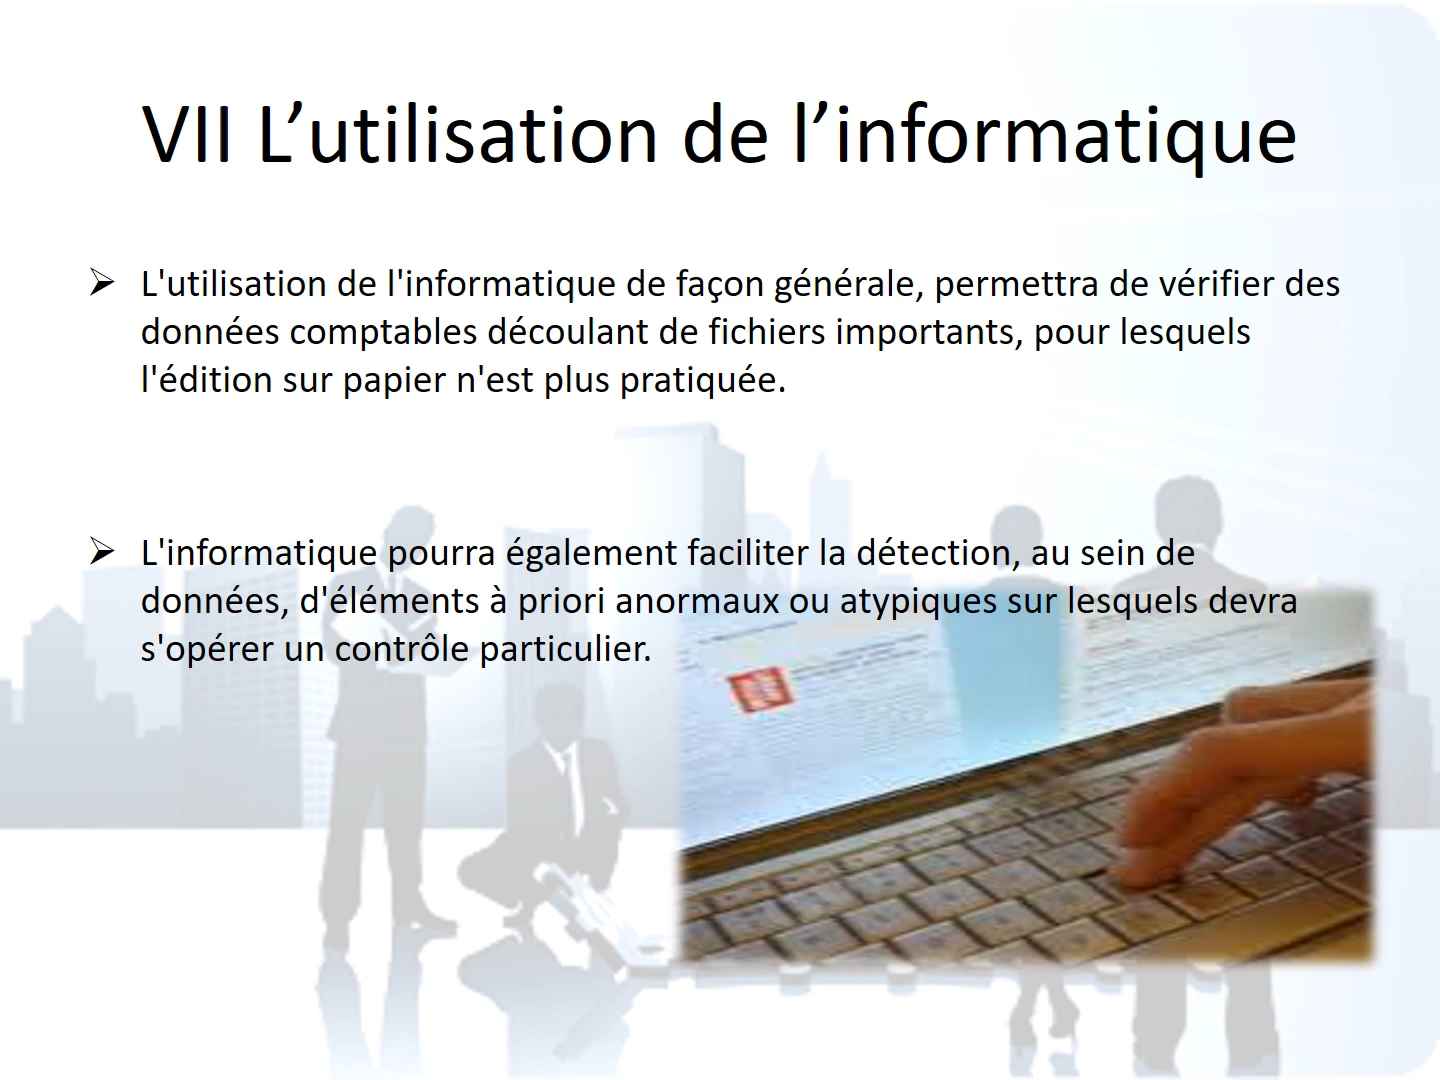 VII L’utilisation de l’informatique
➢ L'utilisation de l'informatique de façon générale, permettra de vérifier des
données comptables découlant de fichiers importants, pour lesquels
l'édition sur papier n'est plus pratiquée.
➢ L'informatique pourra également faciliter la détection, au sein de
données, d'éléments à priori anormaux ou atypiques sur lesquels devra
s'opérer un contrôle particulier.